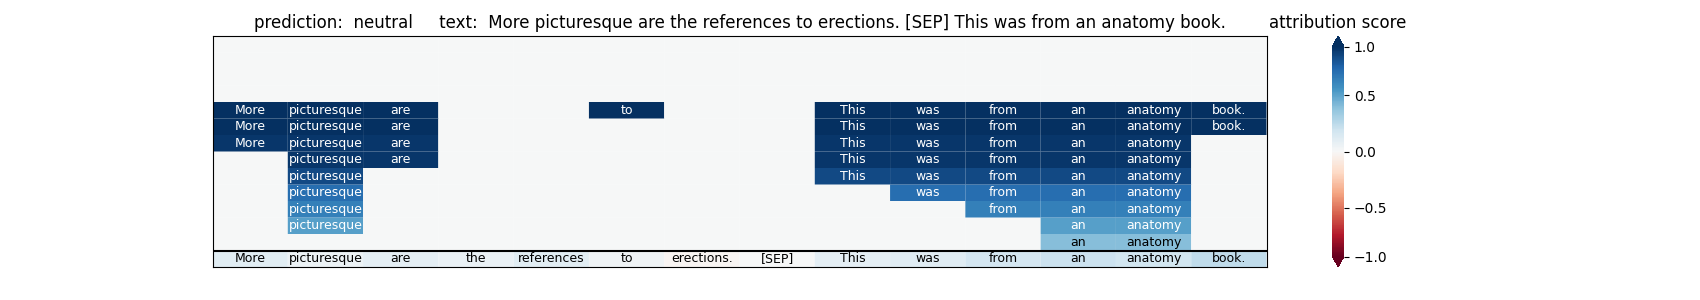 prediction:  neutral     text:  More picturesque are the references to erections. [SEP] This was from an anatomy book.     attribution score
More picturesque are to This was from an anatomy book. 1.0
More picturesque are This was from an anatomy book.
More picturesque are This was from an anatomy
picturesque are This was from an anatomy
picturesque This was from an anatomy
picturesque was from an anatomy
picturesque from an anatomy
picturesque an anatomy
an anatomy
More picturesque are the references to erections. [SEP] This was from an anatomy book.
0.5
0.0
−0.5
−1.0